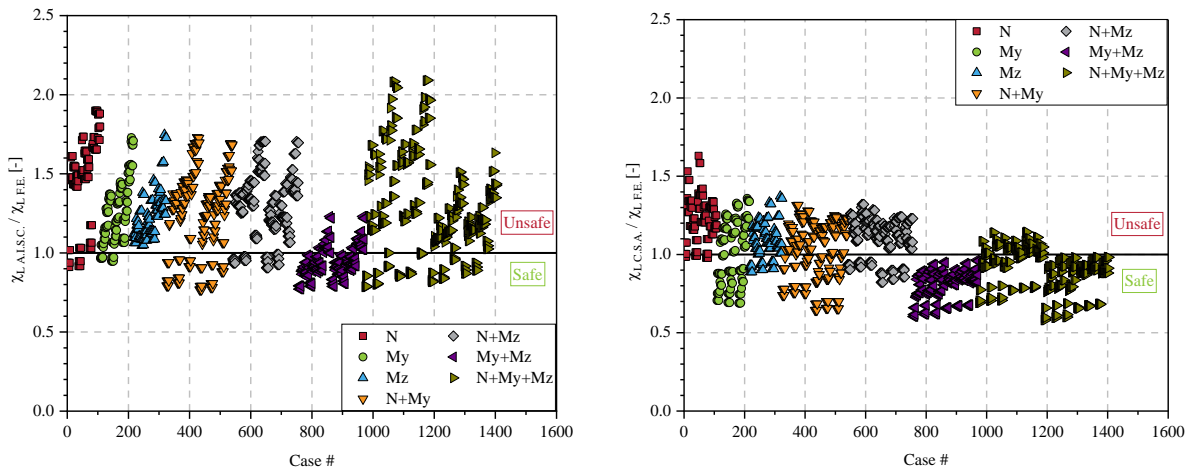 2.5
2.0
1.5
1.0
0.5
0.0
χL A.I.S.C. / χL F.E. [-]
Unsafe
Safe
N
My
Mz
N+My
N+Mz
My+Mz
N+My+Mz
0 200 400 600 800 1000 1200 1400 1600
Case #
2.5
2.0
1.5
1.0
0.5
0.0
χL C.S.A / χL F.E. [-]
N
My
Mz
N+My
N+Mz
My+Mz
N+My+Mz
Unsafe
Safe
0 200 400 600 800 1000 1200 1400 1600
Case #